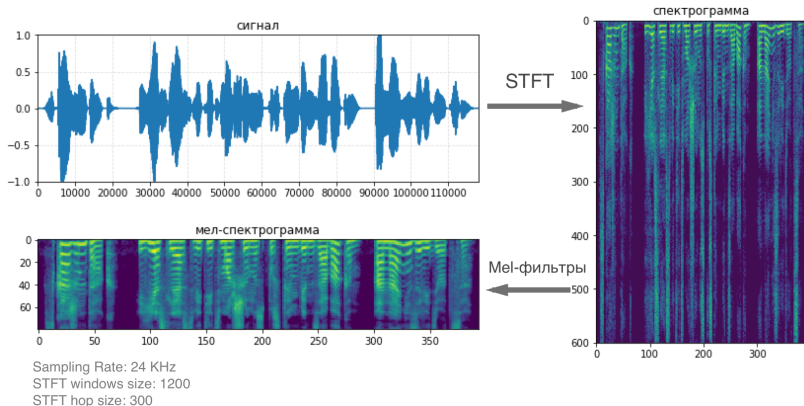 сигнал
1.0
0.5
0.0
−0.5
−1.0
0 10000 20000 30000 40000 50000 60000 70000 80000 90000 100000 110000
STFT
спектрограмма
0
100
200
300
400
500
600
0 100 200 300
Mel-фильтры
мел-спектрограмма
0
20
40
60
0 50 100 150 200 250 300 350
Sampling Rate: 24 KHz
STFT windows size: 1200
STFT hop size: 300